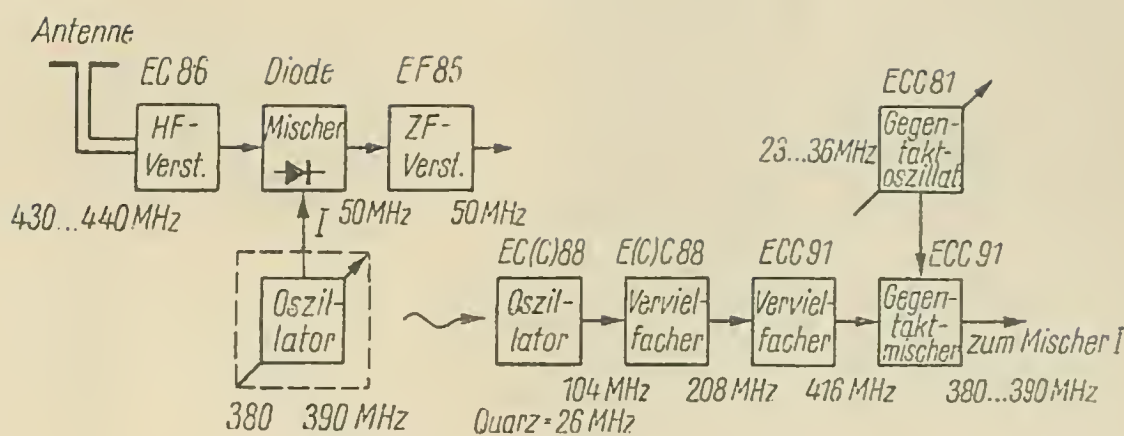 Antenne
EC 86
Diode
EF 85
HF-
Verst.
Mischer
ZF-
Verst.
430...440 MHz
I
50 MHz
50 MHz
Oszil-
lator
380 390 MHz
ECC 81
23...36 MHz
Gegen-
takt-
oszillat.
EC(C)88
E(C)C88
ECC 91
ECC 91
Oszil-
lator
Verviel-
facher
Verviel-
facher
Gegen-
takt-
mischer
zum Mischer I
104 MHz
208 MHz
416 MHz
380...390 MHz
Quarz = 26 MHz